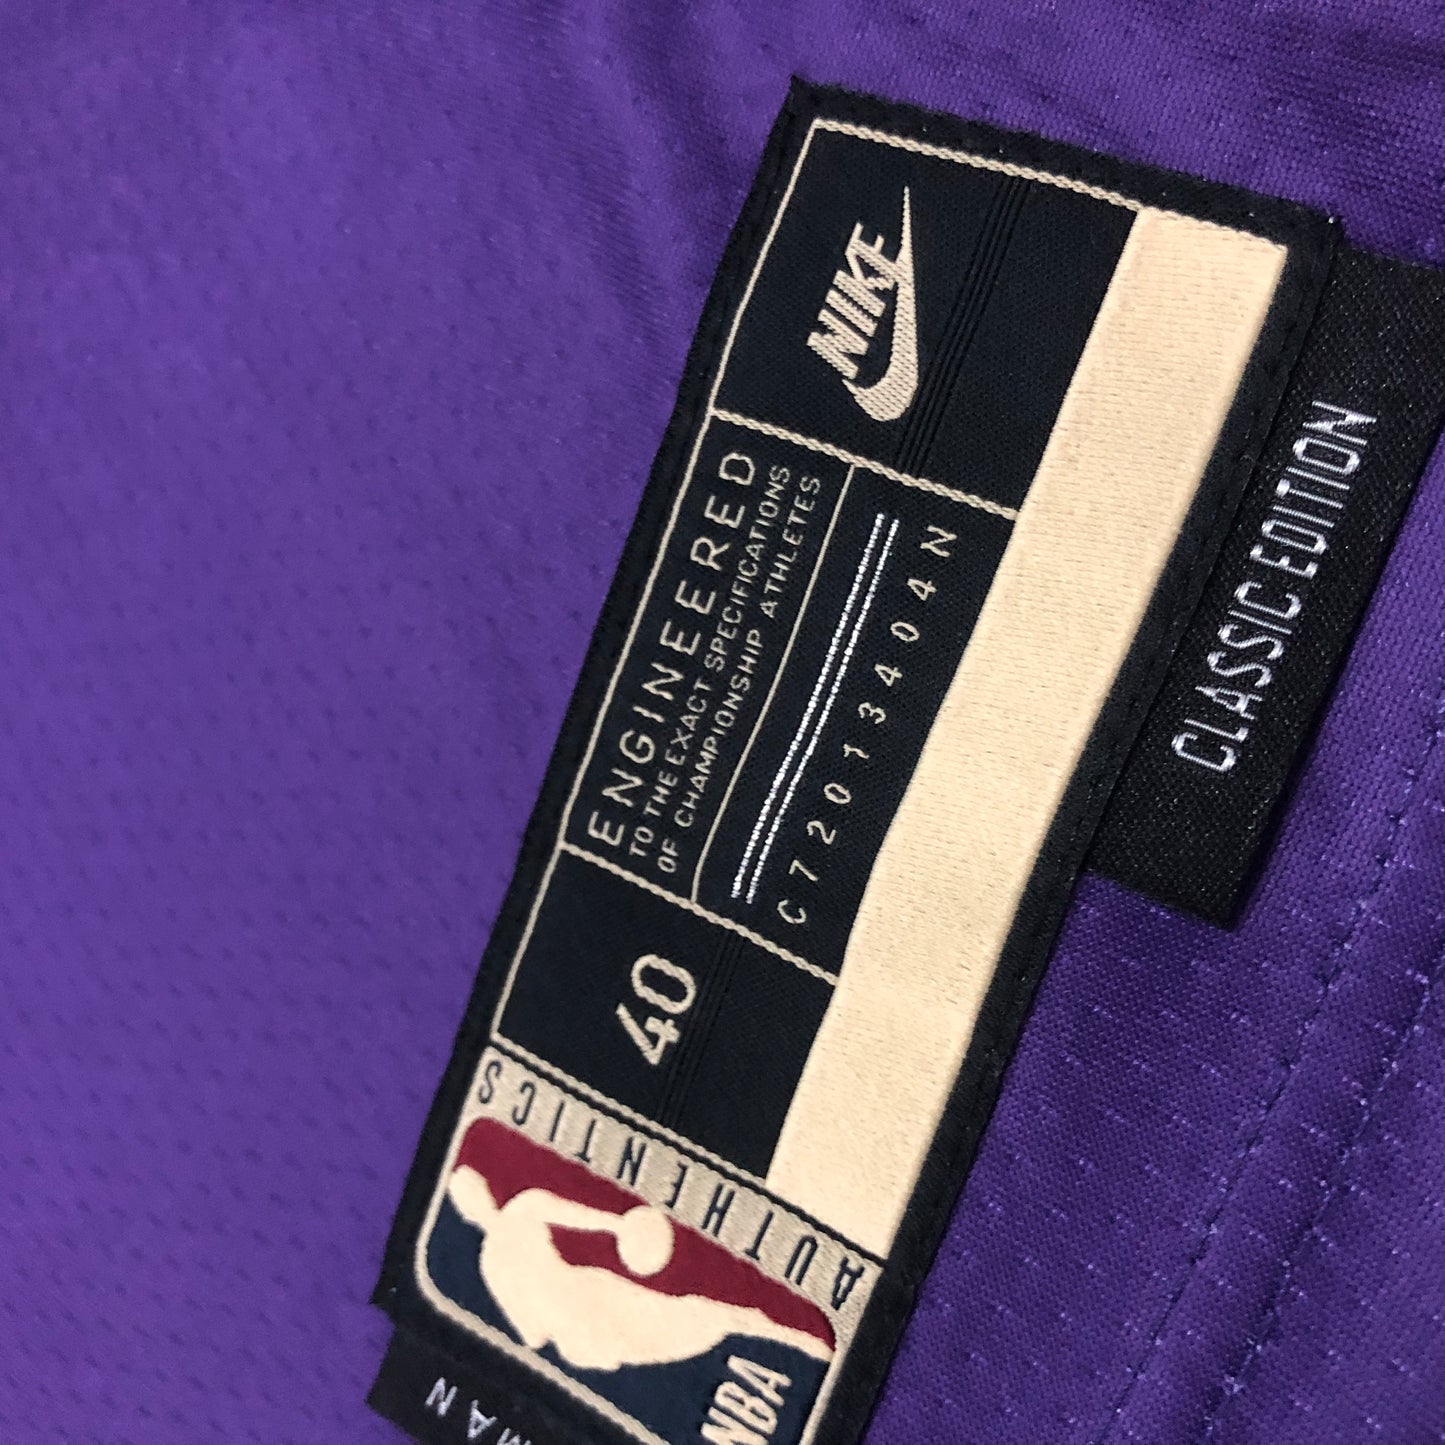 NIKE
ENGINEERED
TO THE EXACT SPECIFICATIONS
OF CHAMPIONSHIP ATHLETES
C72013404N
40
AUTHENTICS
NBA
CLASSIC EDITION